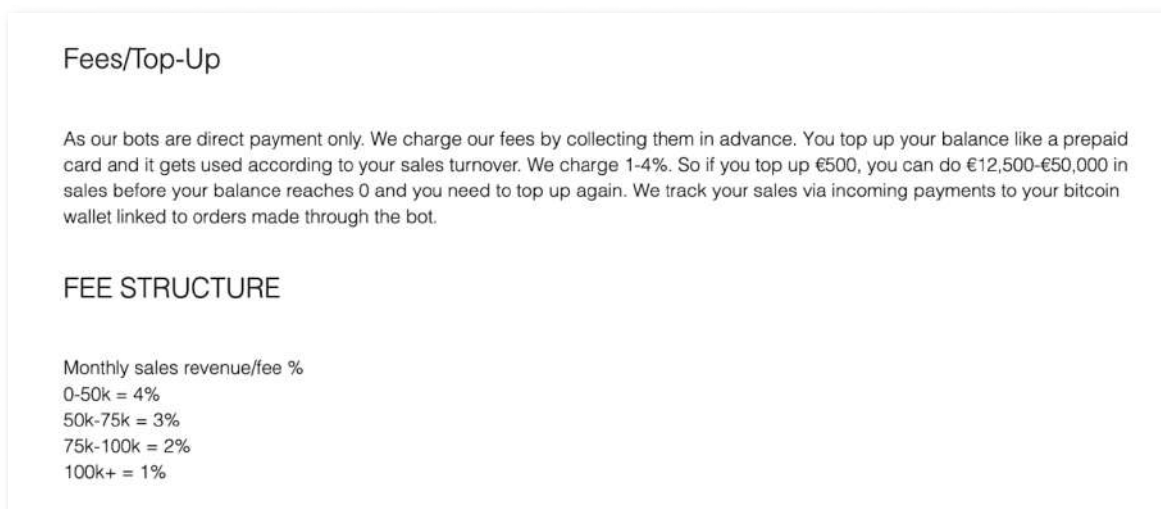 Fees/Top-Up
As our bots are direct payment only. We charge our fees by collecting them in advance. You top up your balance like a prepaid
card and it gets used according to your sales turnover. We charge 1-4%. So if you top up €500, you can do €12,500-€50,000 in
sales before your balance reaches 0 and you need to top up again. We track your sales via incoming payments to your bitcoin
wallet linked to orders made through the bot.
FEE STRUCTURE
Monthly sales revenue/fee %
0-50k = 4%
50k-75k = 3%
75k-100k = 2%
100k+ = 1%